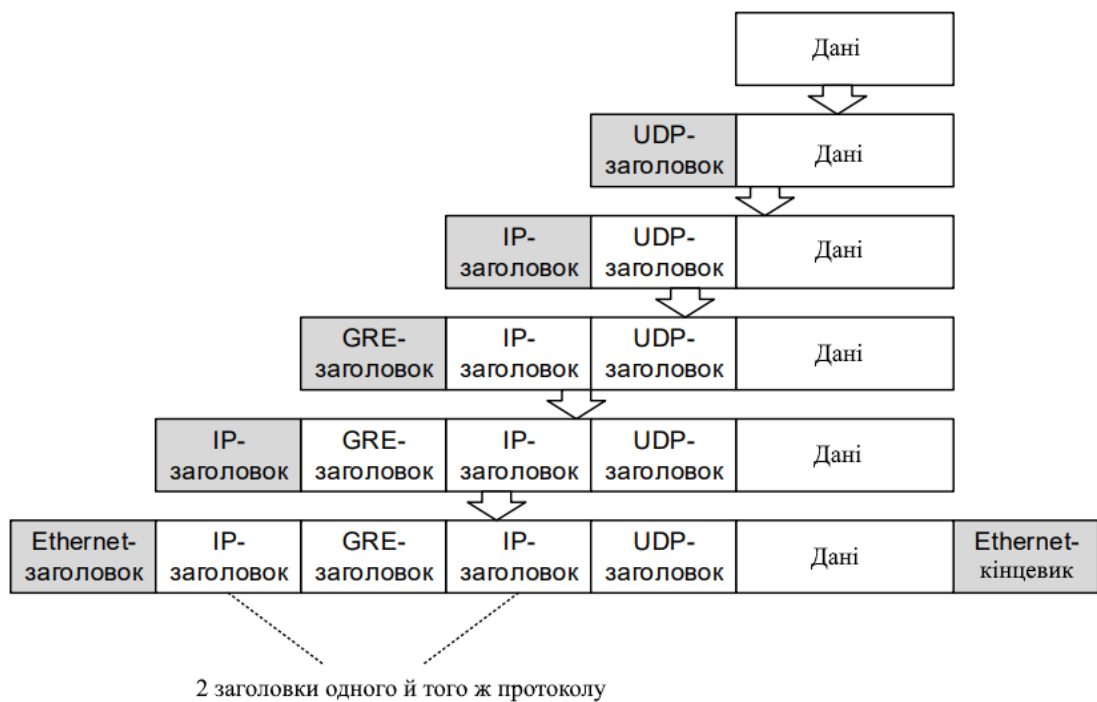 Дані
UDP-
заголовок
Дані
IP-
заголовок
UDP-
заголовок
Дані
GRE-
заголовок
IP-
заголовок
UDP-
заголовок
Дані
IP-
заголовок
GRE-
заголовок
IP-
заголовок
UDP-
заголовок
Дані
Ethernet-
заголовок
IP-
заголовок
GRE-
заголовок
IP-
заголовок
UDP-
заголовок
Дані
Ethernet-
кінцевик
2 заголовки одного й того ж протоколу